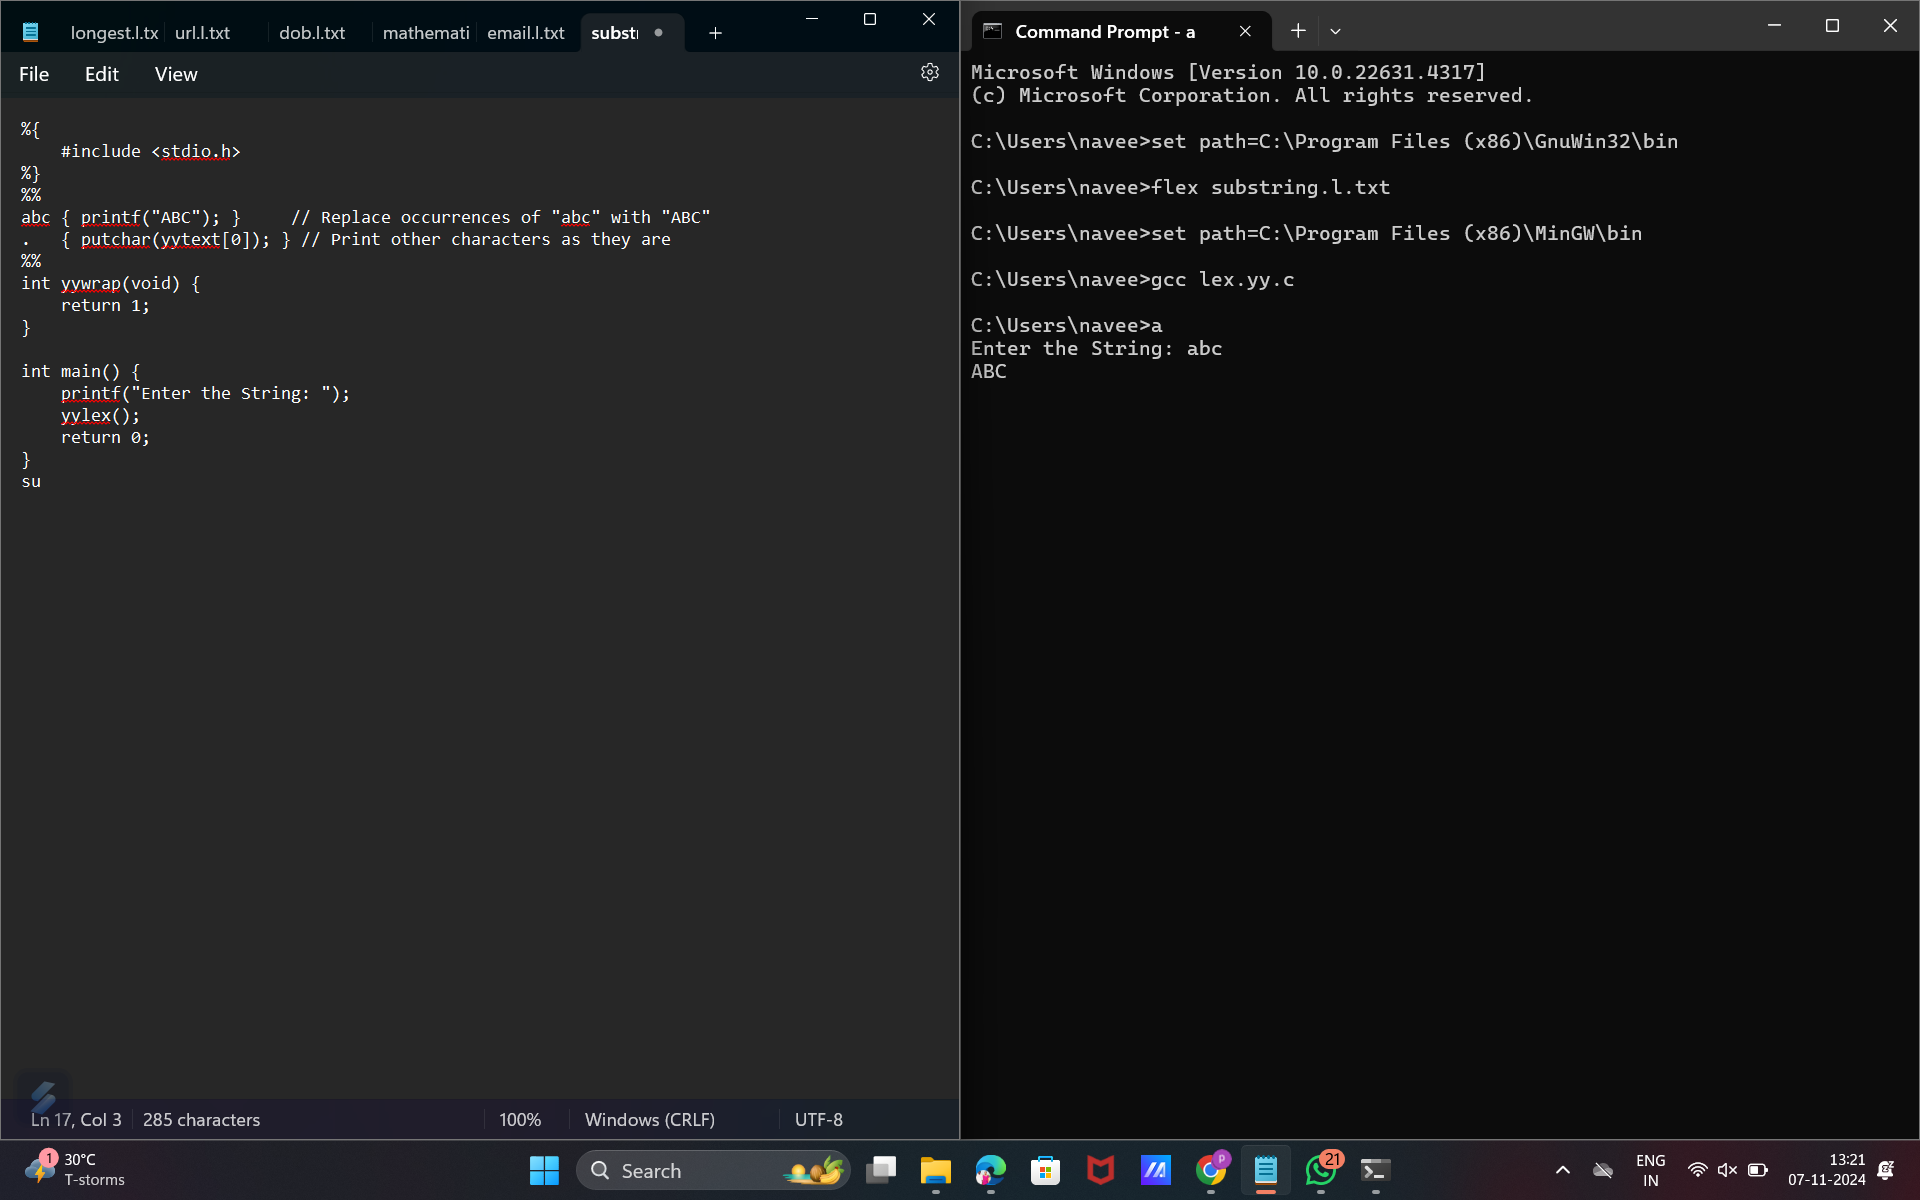 longest.l.tx url.l.txt dob.l.txt mathemati email.l.txt subst
File Edit View
%{
    #include <stdio.h>
%}
%%
abc { printf("ABC"); }     // Replace occurrences of "abc" with "ABC"
.   { putchar(yytext[0]); } // Print other characters as they are
%%
int yywrap(void) {
    return 1;
}
int main() {
    printf("Enter the String: ");
    yylex();
    return 0;
}
su
Ln 17, Col 3 285 characters 100% Windows (CRLF) UTF-8
Command Prompt - a
Microsoft Windows [Version 10.0.22631.4317]
(c) Microsoft Corporation. All rights reserved.
C:\Users\navee>set path=C:\Program Files (x86)\GnuWin32\bin
C:\Users\navee>flex substring.l.txt
C:\Users\navee>set path=C:\Program Files (x86)\MinGW\bin
C:\Users\navee>gcc lex.yy.c
C:\Users\navee>a
Enter the String: abc
ABC
1
30°C
T-storms
Search
P
21
ENG
IN
13:21
07-11-2024